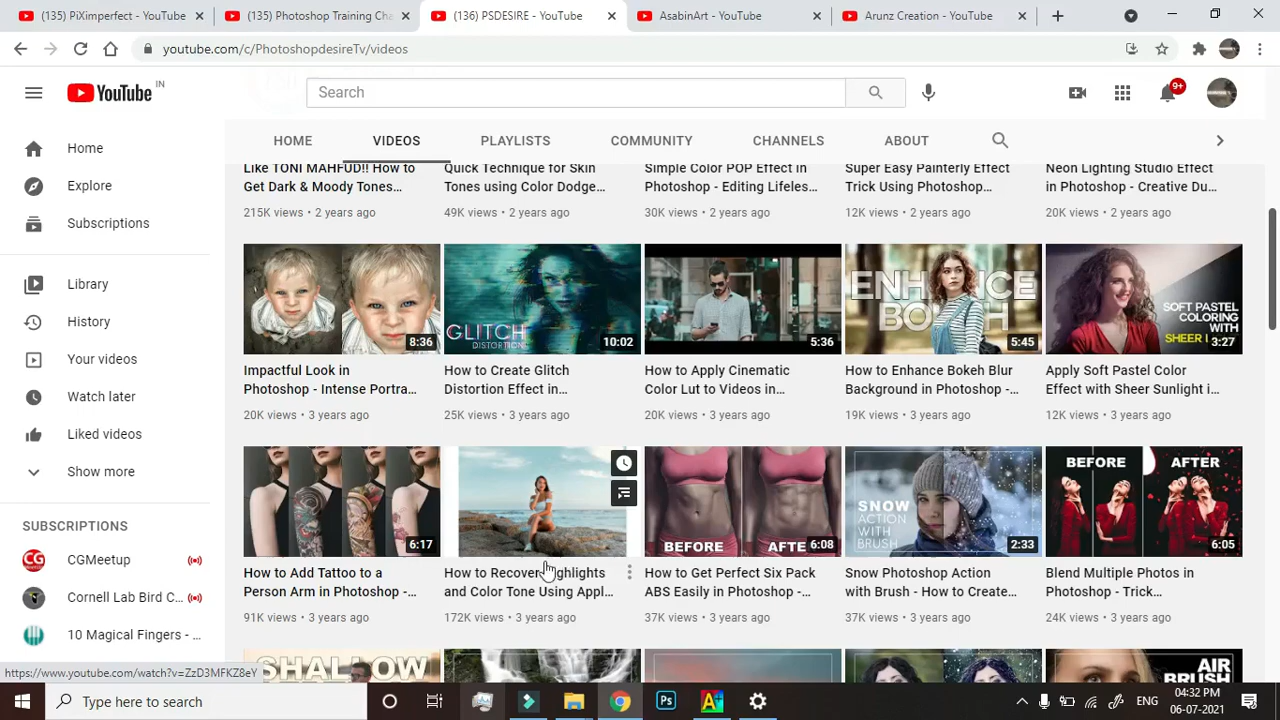 (135) PiXimperfect - YouTube
(135) Photoshop Training Cha
(136) PSDESIRE - YouTube
AsabinArt - YouTube
Arunz Creation - YouTube
youtube.com/c/PhotoshopdesireTv/videos
YouTube IN
Search
9+
HOME VIDEOS PLAYLISTS COMMUNITY CHANNELS ABOUT
Home
Explore
Subscriptions
Library
History
Your videos
Watch later
Liked videos
Show more
SUBSCRIPTIONS
CGMeetup
Cornell Lab Bird C...
10 Magical Fingers - ...
Like TONI MAHFUD!! How to
Get Dark & Moody Tones...
215K views • 2 years ago
Quick Technique for Skin
Tones using Color Dodge...
49K views • 2 years ago
Simple Color POP Effect in
Photoshop - Editing Lifeles...
30K views • 2 years ago
Super Easy Painterly Effect
Trick Using Photoshop...
12K views • 2 years ago
Neon Lighting Studio Effect
in Photoshop - Creative Du...
20K views • 2 years ago
8:36
Impactful Look in
Photoshop - Intense Portra...
20K views • 3 years ago
GLITCH
DISTORTION
10:02
How to Create Glitch
Distortion Effect in...
25K views • 3 years ago
5:36
How to Apply Cinematic
Color Lut to Videos in...
20K views • 3 years ago
ENHANCE
BOKEH
5:45
How to Enhance Bokeh Blur
Background in Photoshop -...
19K views • 3 years ago
SOFT PASTEL
COLORING
WITH
SHEER
3:27
Apply Soft Pastel Color
Effect with Sheer Sunlight i...
12K views • 3 years ago
6:17
How to Add Tattoo to a
Person Arm in Photoshop -...
91K views • 3 years ago
How to Recover Highlights
and Color Tone Using Appl...
172K views • 3 years ago
BEFORE AFTE
6:08
How to Get Perfect Six Pack
ABS Easily in Photoshop -...
37K views • 3 years ago
SNOW
ACTION
WITH BRUSH
2:33
Snow Photoshop Action
with Brush - How to Create...
37K views • 3 years ago
BEFORE AFTER
6:05
Blend Multiple Photos in
Photoshop - Trick...
24K views • 3 years ago
SHALLOW
AIR
https://www.youtube.com/watch?v=ZzD3MFKZ8eY
Type here to search
Ps
ENG
04:32 PM
06-07-2021